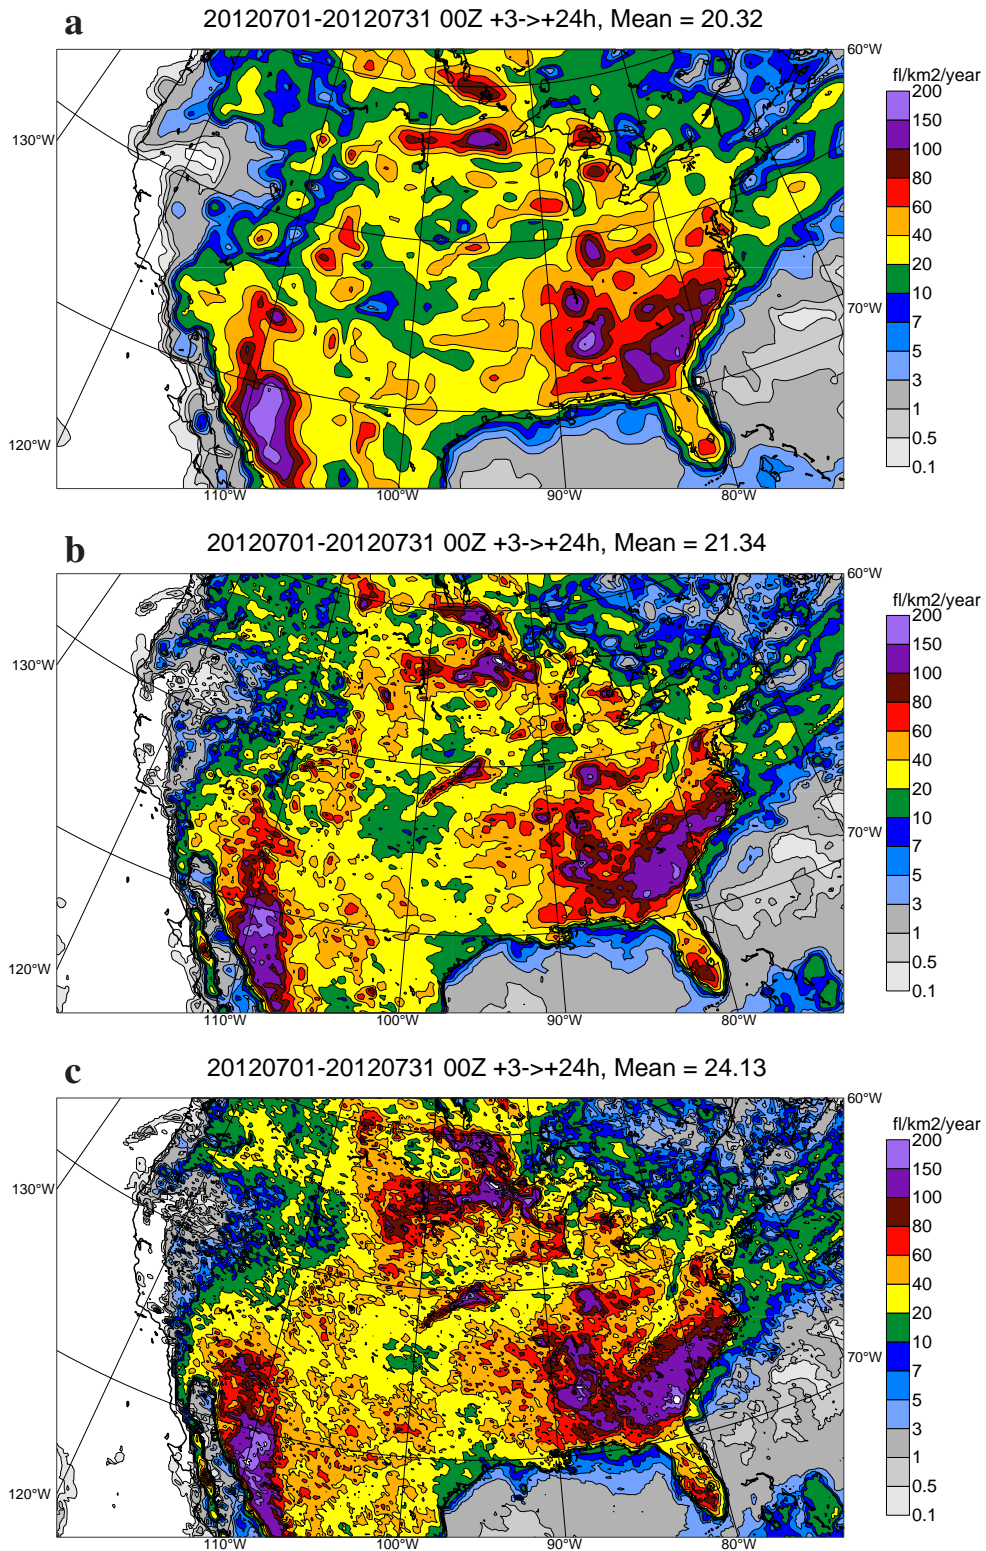 a 20120701-20120731 00Z +3->+24h, Mean = 20.32
60°W
fl/km2/year
200
150
130°W
100
80
60
40
20
10
70°W
7
5
3
1
120°W
0.5
0.1
110°W 100°W 90°W 80°W
b 20120701-20120731 00Z +3->+24h, Mean = 21.34
60°W
fl/km2/year
200
150
130°W
100
80
60
40
20
10
70°W
7
5
3
1
120°W
0.5
0.1
110°W 100°W 90°W 80°W
c 20120701-20120731 00Z +3->+24h, Mean = 24.13
60°W
fl/km2/year
200
150
130°W
100
80
60
40
20
10
70°W
7
5
3
1
120°W
0.5
0.1
110°W 100°W 90°W 80°W